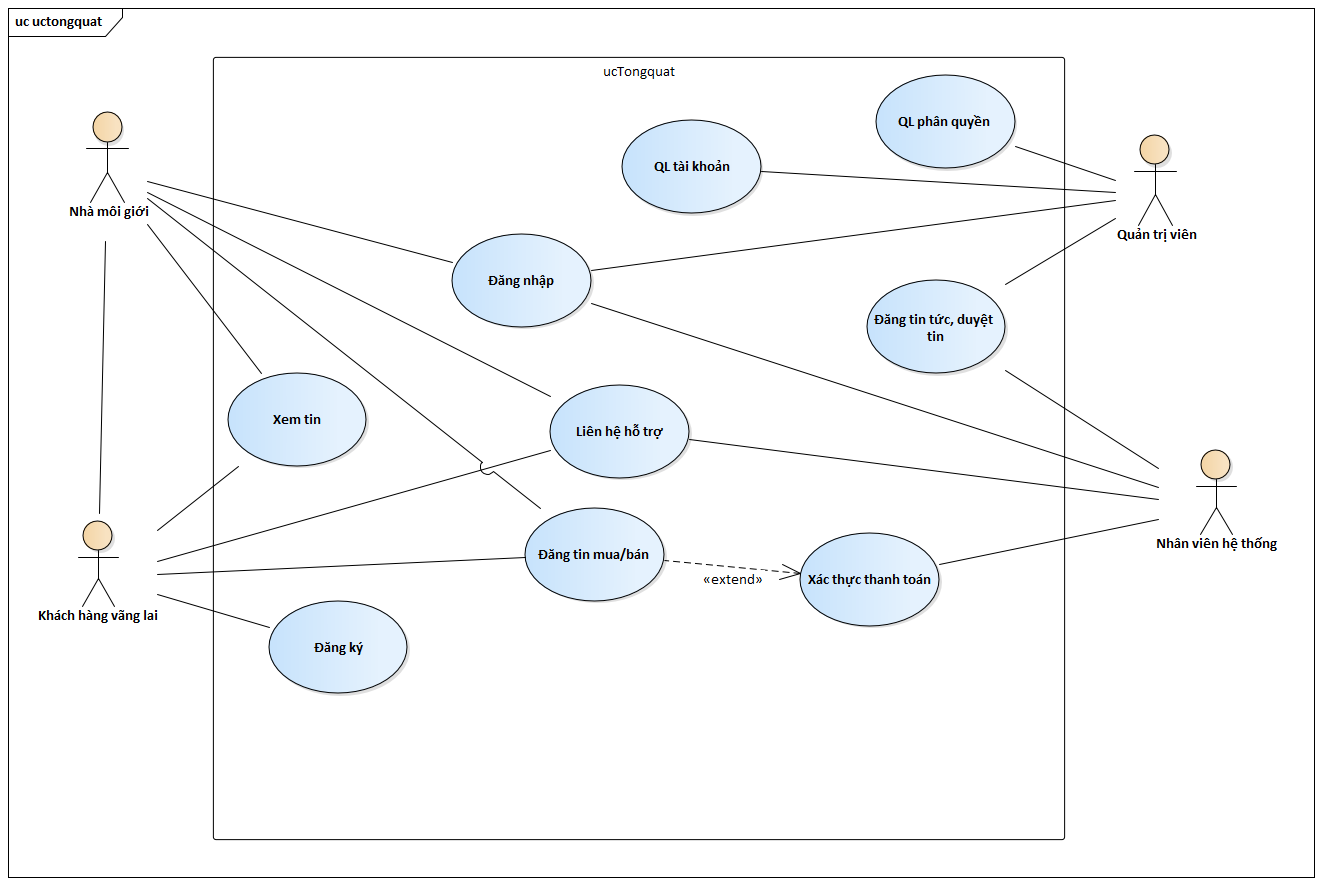 uc uctongquat
ucTongquat
QL phân quyền
QL tài khoản
Nhà môi giới
Quản trị viên
Đăng nhập
Đăng tin tức, duyệt
tin
Xem tin
Liên hệ hỗ trợ
Nhân viên hệ thống
Đăng tin mua/bán
«extend»
Xác thực thanh toán
Khách hàng vãng lai
Đăng ký